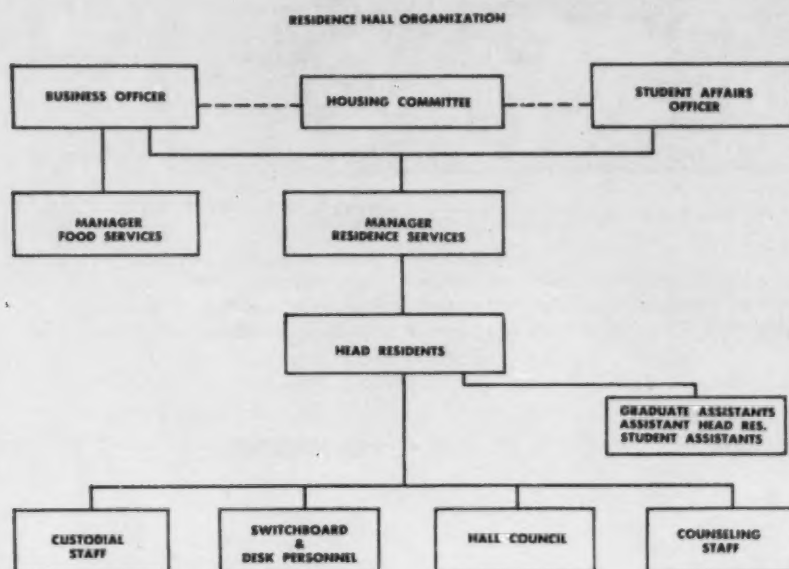 RESIDENCE HALL ORGANIZATION
BUSINESS OFFICER
HOUSING COMMITTEE
STUDENT AFFAIRS
OFFICER
MANAGER
FOOD SERVICES
MANAGER
RESIDENCE SERVICES
HEAD RESIDENTS
GRADUATE ASSISTANTS
ASSISTANT HEAD RES.
STUDENT ASSISTANTS
CUSTODIAL
STAFF
SWITCHBOARD
&
DESK PERSONNEL
HALL COUNCIL
COUNSELING
STAFF